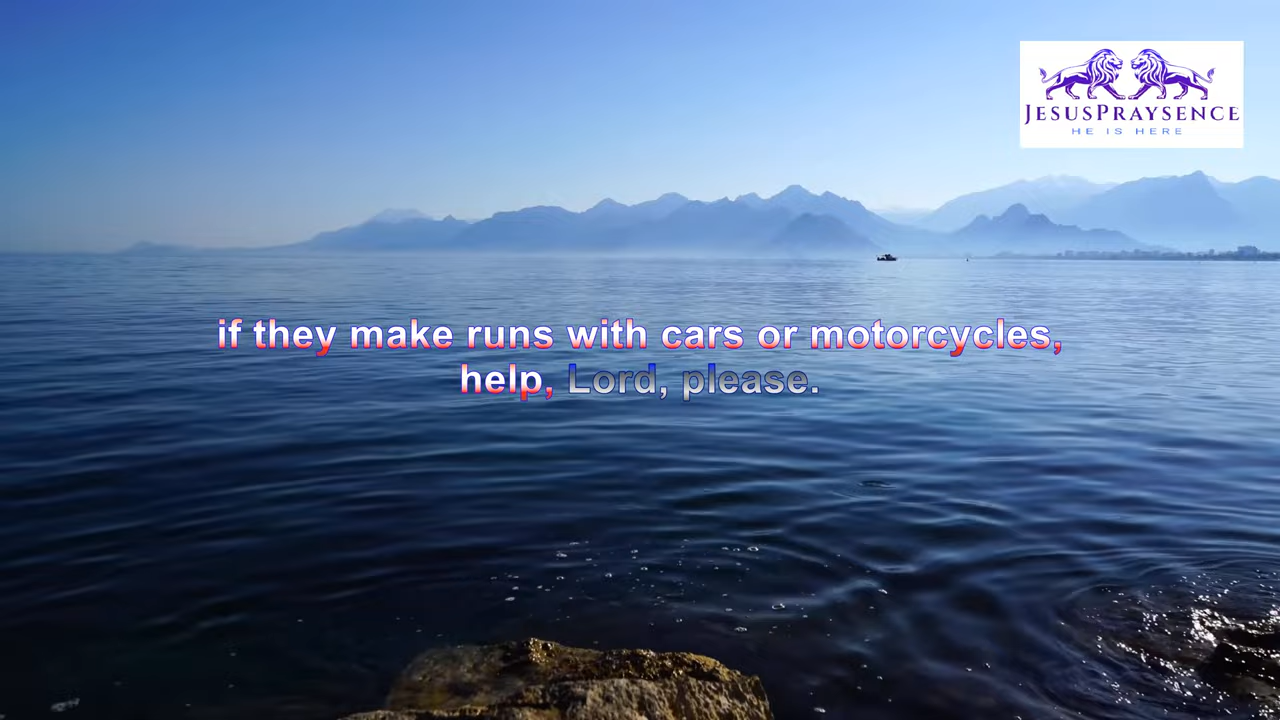 JESUSPRAYSENCE
HE IS HERE
if they make runs with cars or motorcycles,
help, Lord, please.